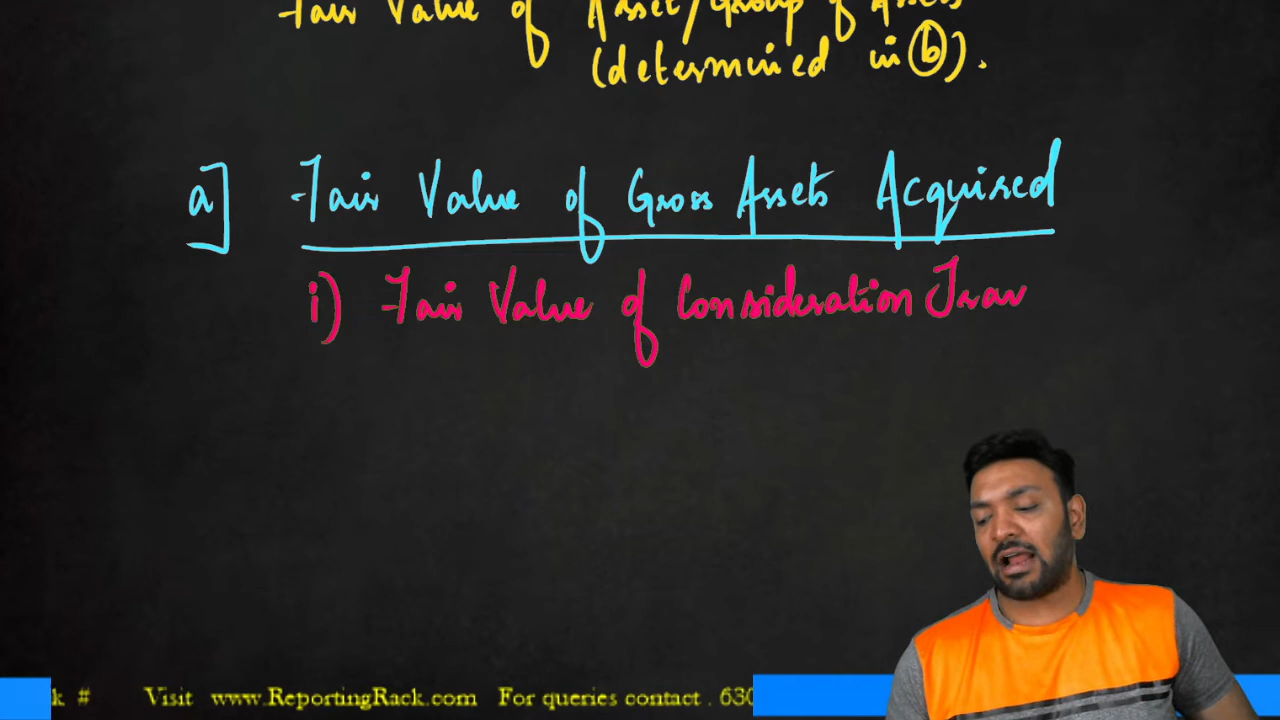 Fair Value of Asset/Group of Assets
(determined in ⓑ).
a] Fair Value of Gross Assets Acquired
i) Fair Value of Consideration Tran
k # Visit www.ReportingRack.com For queries contact . 630